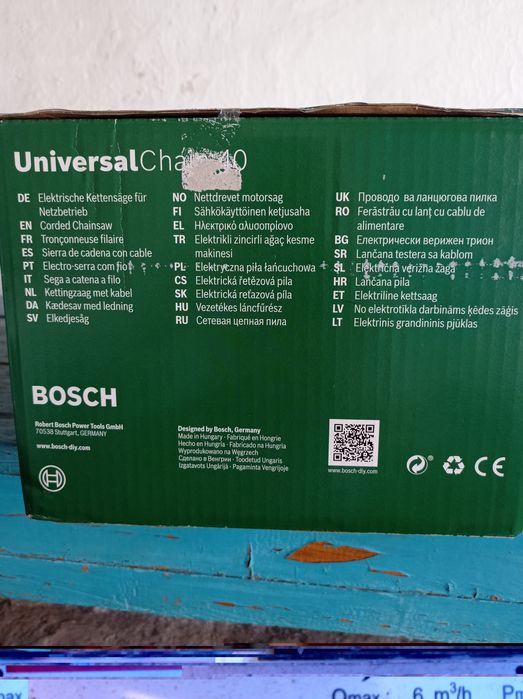 UniversalChain 40
DE Elektrische Kettensäge für
Netzbetrieb
EN Corded Chainsaw
FR Tronçonneuse filaire
ES Sierra de cadena con cable
PT Electro-serra com fio
IT Sega a catena a filo
NL Kettingzaag met kabel
DA Kædesav med ledning
SV Elkedjesåg
NO Nettdrevet motorsag
FI Sähkökäyttöinen ketjusaha
EL Ηλεκτρικό αλυσοπρίονο
TR Elektrikli zincirli ağaç kesme
makinesi
PL Elektryczna piła łańcuchowa
CS Elektrická řetězová pila
SK Elektrická reťazová píla
HU Vezetékes láncfűrész
RU Сетевая цепная пила
UK Проводо ва ланцюгова пилка
RO Ferăstrău cu lanț cu cablu de
alimentare
BG Електрически верижен трион
SR Lančana testera sa kablom
SL Električna verižna žaga
HR Lančana pila
ET Elektriline kettsaag
LV No elektrotīkla darbināms ķēdes zāģis
LT Elektrinis grandininis pjūklas
BOSCH
Robert Bosch Power Tools GmbH
70538 Stuttgart, GERMANY
www.bosch-diy.com
Designed by Bosch, Germany
Made in Hungary · Fabriqué en Hongrie
Hecho en Hungría · Fabricado na Hungria
Wyprodukowano na Węgrzech
Сделано в Венгрии · Toodetud Ungaris
Izgatavots Ungārijā · Pagaminta Vengrijoje
www.bosch-diy.com
CE
max
Qmax: 6 m³/h